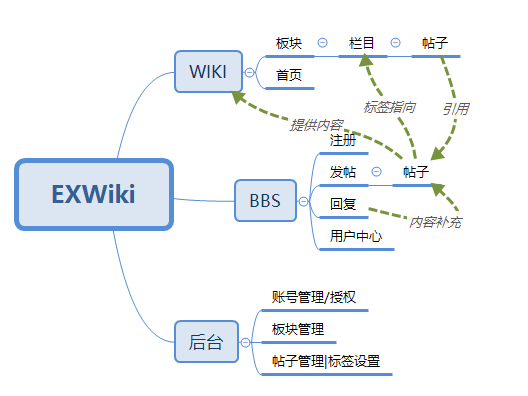 EXWiki
WIKI
板块
栏目
帖子
首页
标签指向
引用
提供内容
BBS
注册
发帖
帖子
回复
内容补充
用户中心
后台
账号管理/授权
板块管理
帖子管理|标签设置